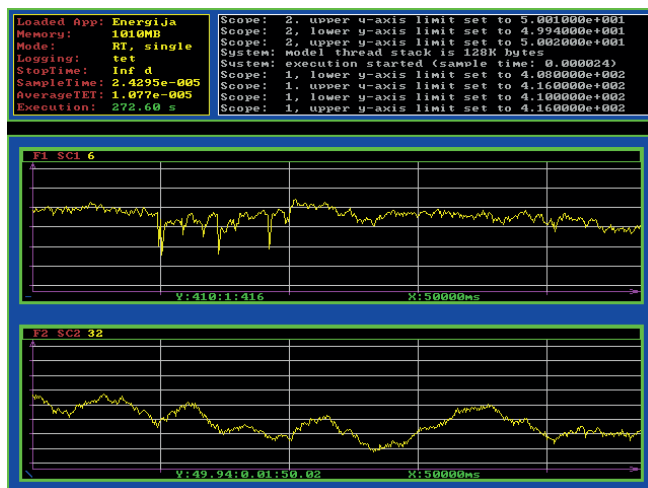 Loaded App: Energija
Memory: 1010MB
Mode: RT, single
Logging: tet
StopTime: Inf d
SampleTime: 2.4295e-005
AverageTET: 1.077e-005
Execution: 272.60 s
Scope: 2. upper y-axis limit set to 5.001000e+001
Scope: 2, lower y-axis limit set to 4.994000e+001
Scope: 2, upper y-axis limit set to 5.002000e+001
System: model thread stack is 128K bytes
System: execution started (sample time: 0.000024)
Scope: 1, lower y-axis limit set to 4.080000e+002
Scope: 1. upper y-axis limit set to 4.160000e+002
Scope: 1, lower y-axis limit set to 4.100000e+002
Scope: 1, upper y-axis limit set to 4.160000e+002
F1 SC1 6
Y:410:1:416 X:50000ms
F2 SC2 32
Y:49.94:0.01:50.02 X:50000ms